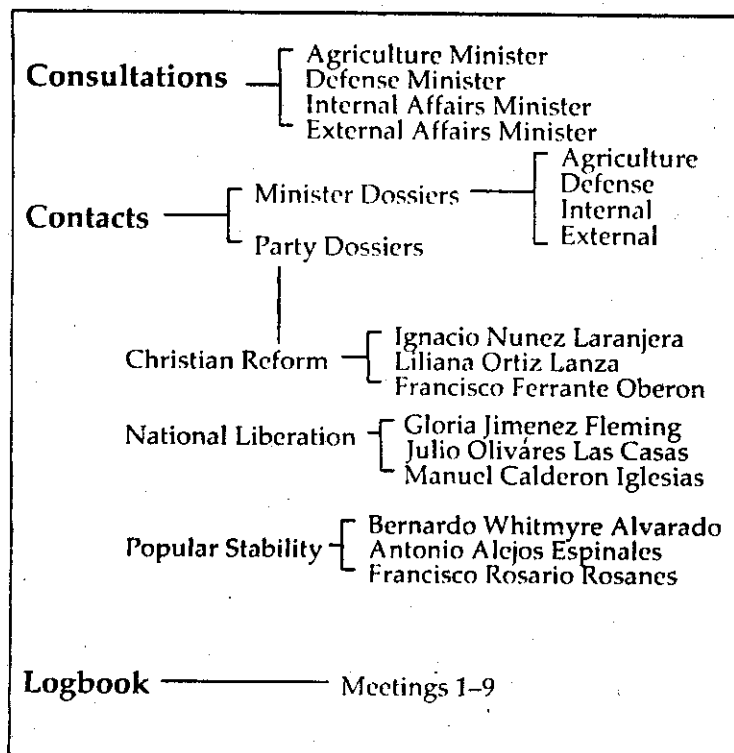 Consultations
Agriculture Minister
Defense Minister
Internal Affairs Minister
External Affairs Minister
Contacts
Minister Dossiers
Agriculture
Defense
Internal
External
Party Dossiers
Christian Reform
Ignacio Nunez Laranjera
Liliana Ortiz Lanza
Francisco Ferrante Oberon
National Liberation
Gloria Jimenez Fleming
Julio Oliváres Las Casas
Manuel Calderon Iglesias
Popular Stability
Bernardo Whitmyre Alvarado
Antonio Alejos Espinales
Francisco Rosario Rosanes
Logbook
Meetings 1–9